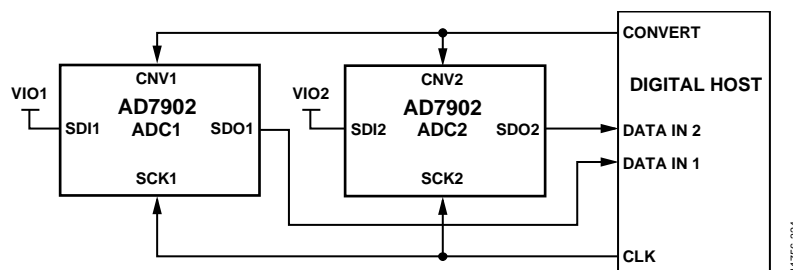 CONVERT
DIGITAL HOST
DATA IN 2
DATA IN 1
CLK
VIO1
CNV1
AD7902
ADC1
SDI1
SDO1
SCK1
VIO2
CNV2
AD7902
ADC2
SDI2
SDO2
SCK2